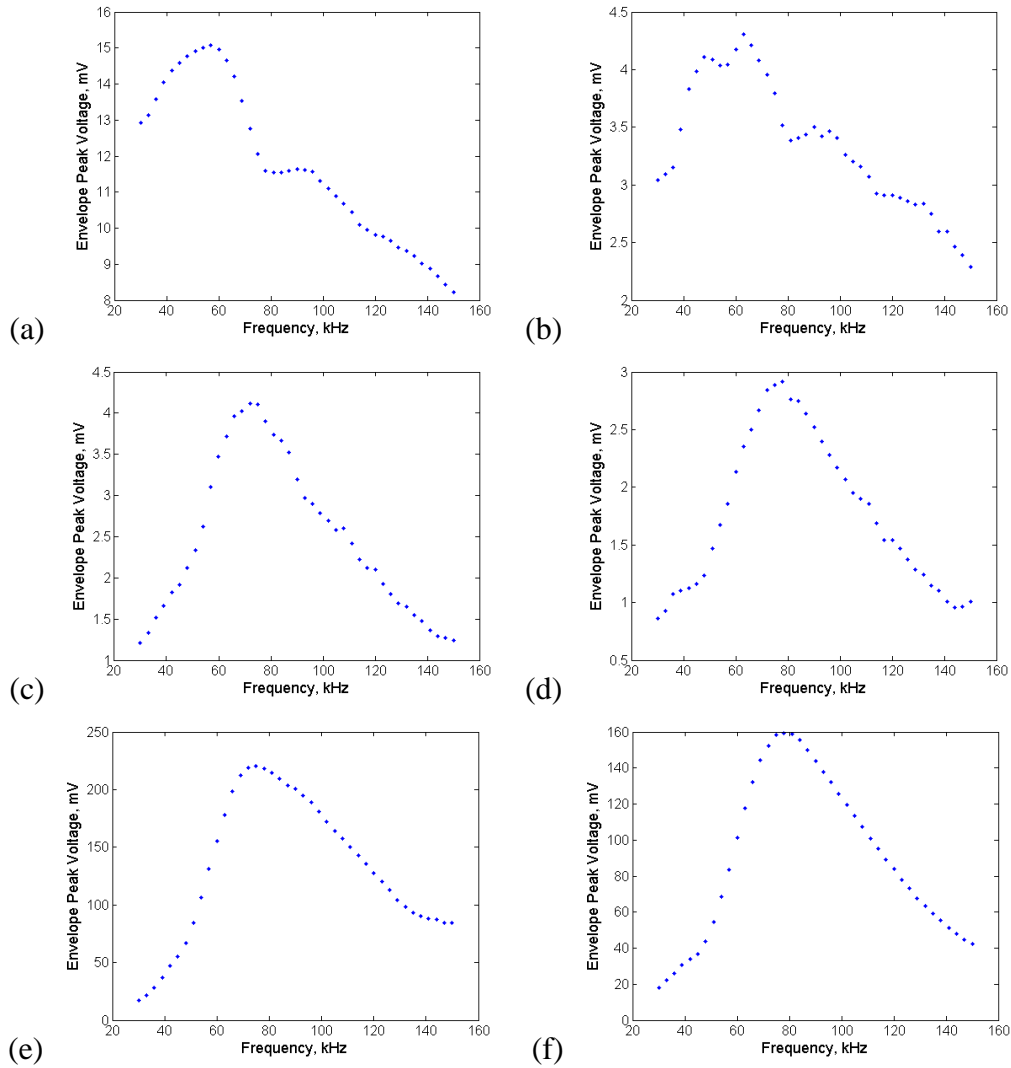 16
15
14
13
12
11
10
9
8
20 40 60 80 100 120 140 160
Envelope Peak Voltage, mV
Frequency, kHz
(a)
4.5
4
3.5
3
2.5
2
20 40 60 80 100 120 140 160
Envelope Peak Voltage, mV
Frequency, kHz
(b)
4.5
4
3.5
3
2.5
2
1.5
1
20 40 60 80 100 120 140 160
Envelope Peak Voltage, mV
Frequency, kHz
(c)
3
2.5
2
1.5
1
0.5
20 40 60 80 100 120 140 160
Envelope Peak Voltage, mV
Frequency, kHz
(d)
250
200
150
100
50
0
20 40 60 80 100 120 140 160
Envelope Peak Voltage, mV
Frequency, kHz
(e)
160
140
120
100
80
60
40
20
0
20 40 60 80 100 120 140 160
Envelope Peak Voltage, mV
Frequency, kHz
(f)